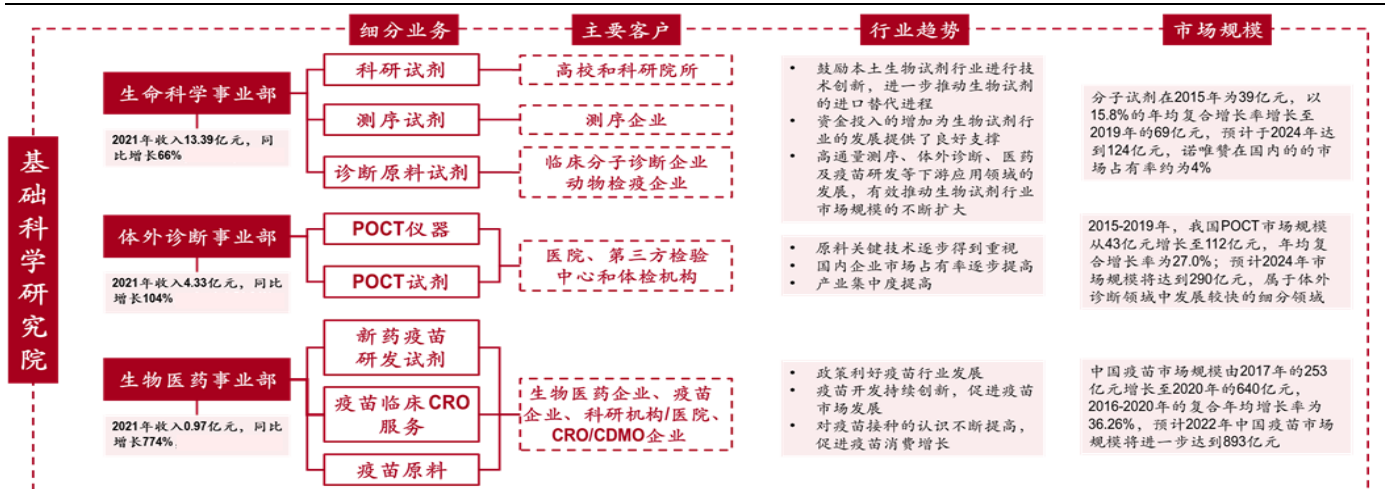 细分业务
主要客户
行业趋势
市场规模
基础科学研究院
生命科学事业部
2021年收入13.39亿元，同
比增长66%
科研试剂
测序试剂
诊断原料试剂
高校和科研院所
测序企业
临床分子诊断企业
动物检疫企业
• 鼓励本土生物试剂行业进行技
术创新，进一步推动生物试剂
的进口替代进程
• 资金投入的增加为生物试剂行
业的发展提供了良好支撑
• 高通量测序、体外诊断、医药
及疫苗研发等下游应用领域的
发展，有效推动生物试剂行业
市场规模的不断扩大
分子试剂在2015年为39亿元，以
15.8%的年均复合增长率增长至
2019年的69亿元，预计于2024年达
到124亿元，诺唯赞在国内的的市
场占有率约为4%
体外诊断事业部
2021年收入4.33亿元，同比
增长104%
POCT仪器
POCT试剂
医院、第三方检验
中心和体检机构
• 原料关键技术逐步得到重视
• 国内企业市场占有率逐步提高
• 产业集中度提高
2015-2019年，我国POCT市场规模
从43亿元增长至112亿元，年均复
合增长率为27.0%；预计2024年市
场规模将达到290亿元，属于体外
诊断领域中发展较快的细分领域
生物医药事业部
2021年收入0.97亿元，同比
增长774%
新药疫苗
研发试剂
疫苗临床CRO
服务
疫苗原料
生物医药企业、疫苗
企业、科研机构/医院、
CRO/CDMO企业
• 政策利好疫苗行业发展
• 疫苗开发持续创新，促进疫苗
市场发展
• 对疫苗接种的认识不断提高，
促进疫苗消费增长
中国疫苗市场规模由2017年的253
亿元增长至2020年的640亿元，
2016-2020年的复合年均增长率为
36.26%，预计2022年中国疫苗市场
规模将进一步达到893亿元